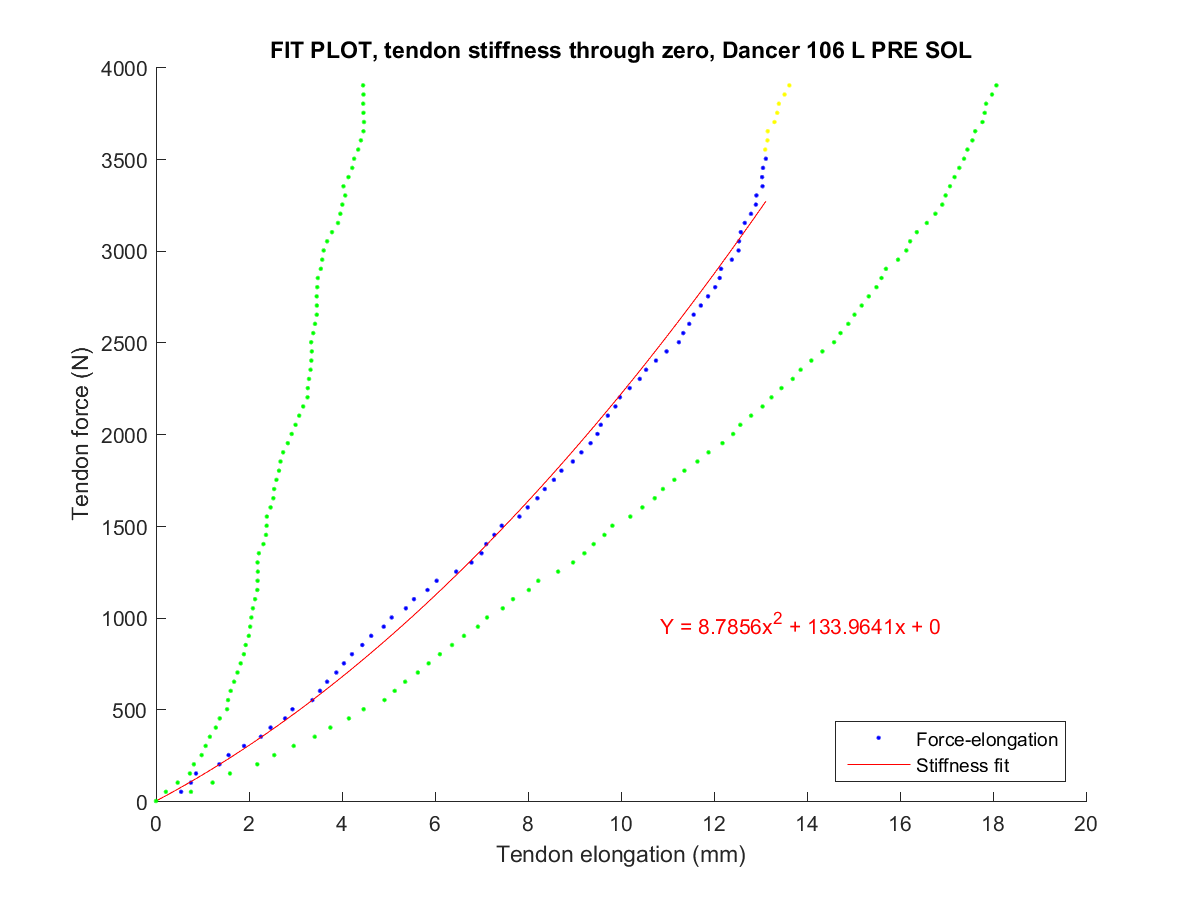 FIT PLOT, tendon stiffness through zero, Dancer 106 L PRE SOL
4000
3500
3000
2500
2000
1500
1000
500
0
Tendon force (N)
Y = 8.7856x² + 133.9641x + 0
Force-elongation
Stiffness fit
0 2 4 6 8 10 12 14 16 18 20
Tendon elongation (mm)